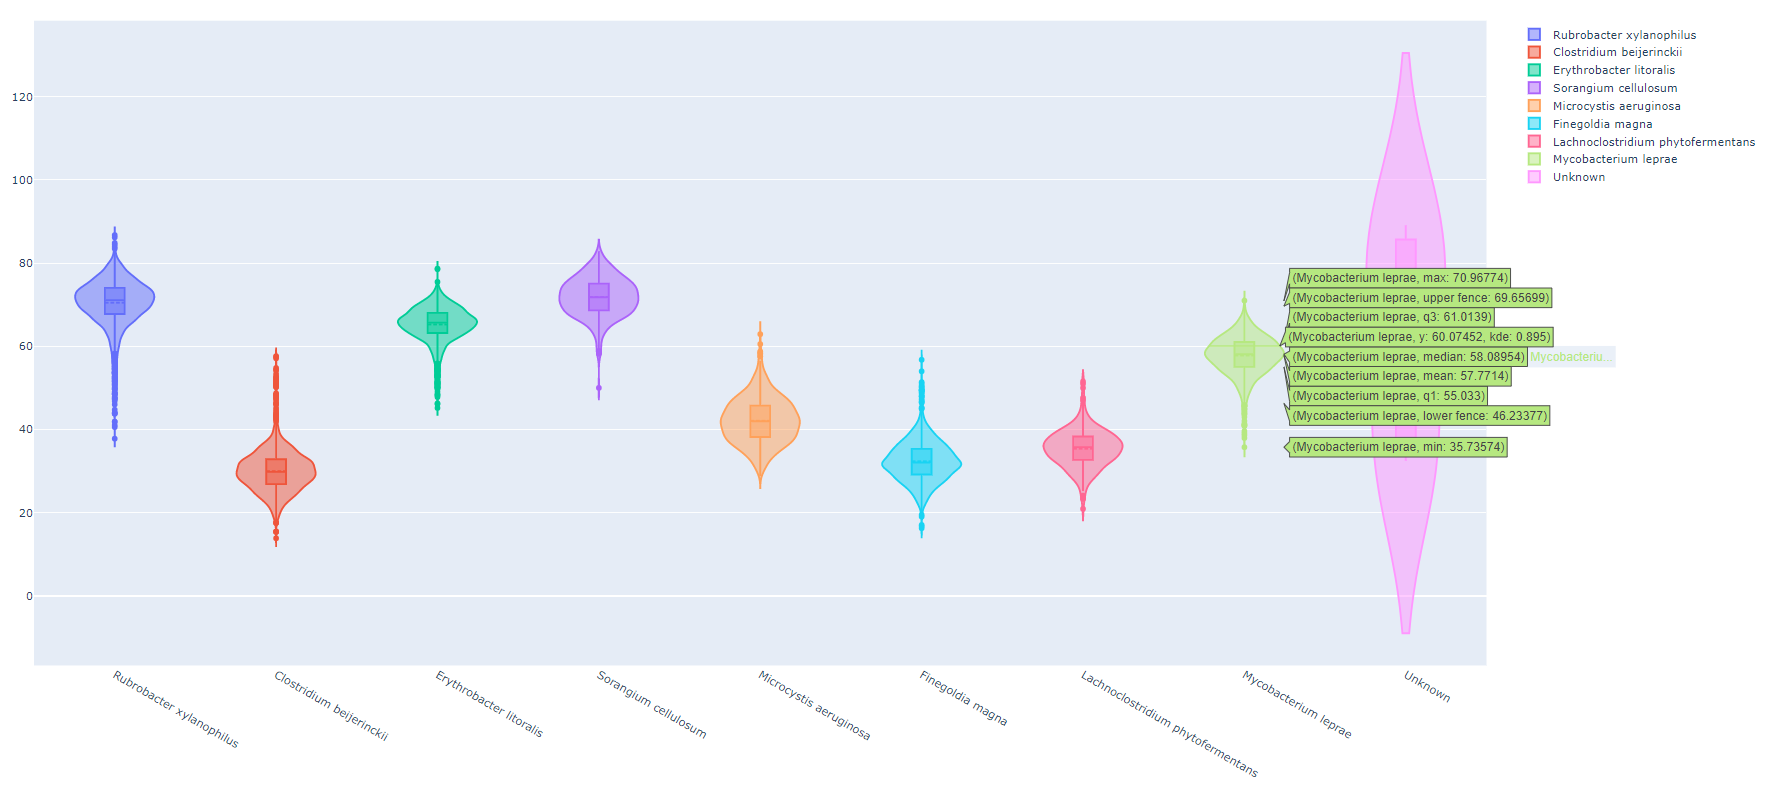 120
100
80
60
40
20
0
Rubrobacter xylanophilus
Clostridium beijerinckii
Erythrobacter litoralis
Sorangium cellulosum
Microcystis aeruginosa
Finegoldia magna
Lachnoclostridium phytofermentans
Mycobacterium leprae
Unknown
(Mycobacterium leprae, max: 70.96774)
(Mycobacterium leprae, upper fence: 69.65699)
(Mycobacterium leprae, q3: 61.0139)
(Mycobacterium leprae, y: 60.07452, kde: 0.895)
(Mycobacterium leprae, median: 58.08954) Mycobacteriu...
(Mycobacterium leprae, mean: 57.7714)
(Mycobacterium leprae, q1: 55.033)
(Mycobacterium leprae, lower fence: 46.23377)
(Mycobacterium leprae, min: 35.73574)
Rubrobacter xylanophilus
Clostridium beijerinckii
Erythrobacter litoralis
Sorangium cellulosum
Microcystis aeruginosa
Finegoldia magna
Lachnoclostridium phytofermentans
Mycobacterium leprae
Unknown